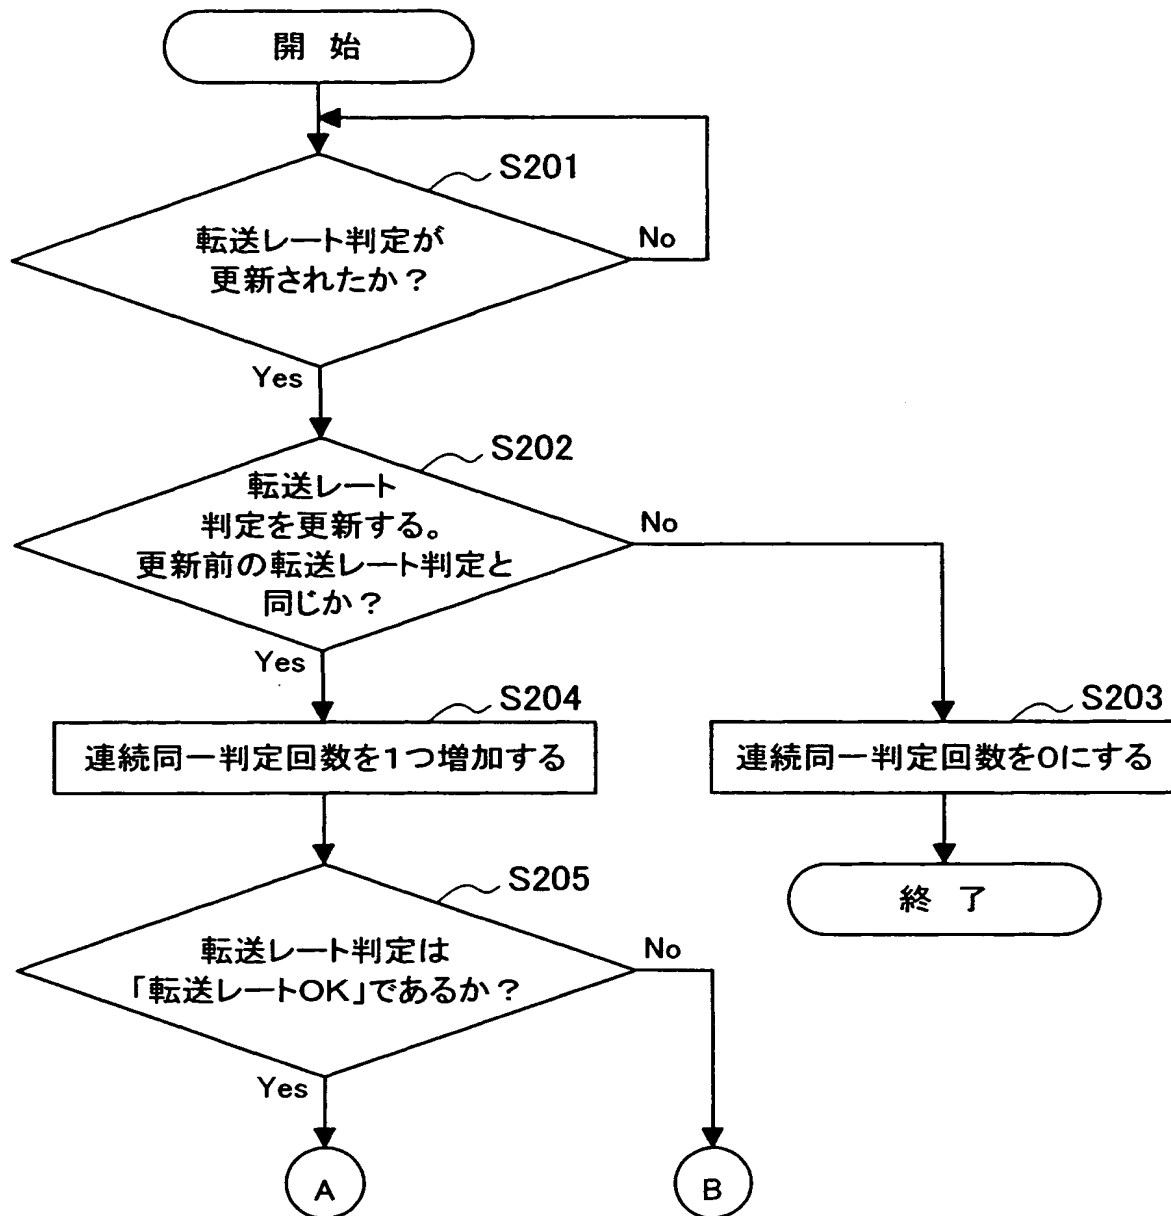 開 始
S201
転送レート判定が
更新されたか?
No
Yes
S202
転送レート
判定を更新する。
更新前の転送レート判定と
同じか?
No
Yes
S204
連続同一判定回数を1つ増加する
S203
連続同一判定回数を0にする
終 了
S205
転送レート判定は
「転送レートOK」であるか?
No
Yes
A
B